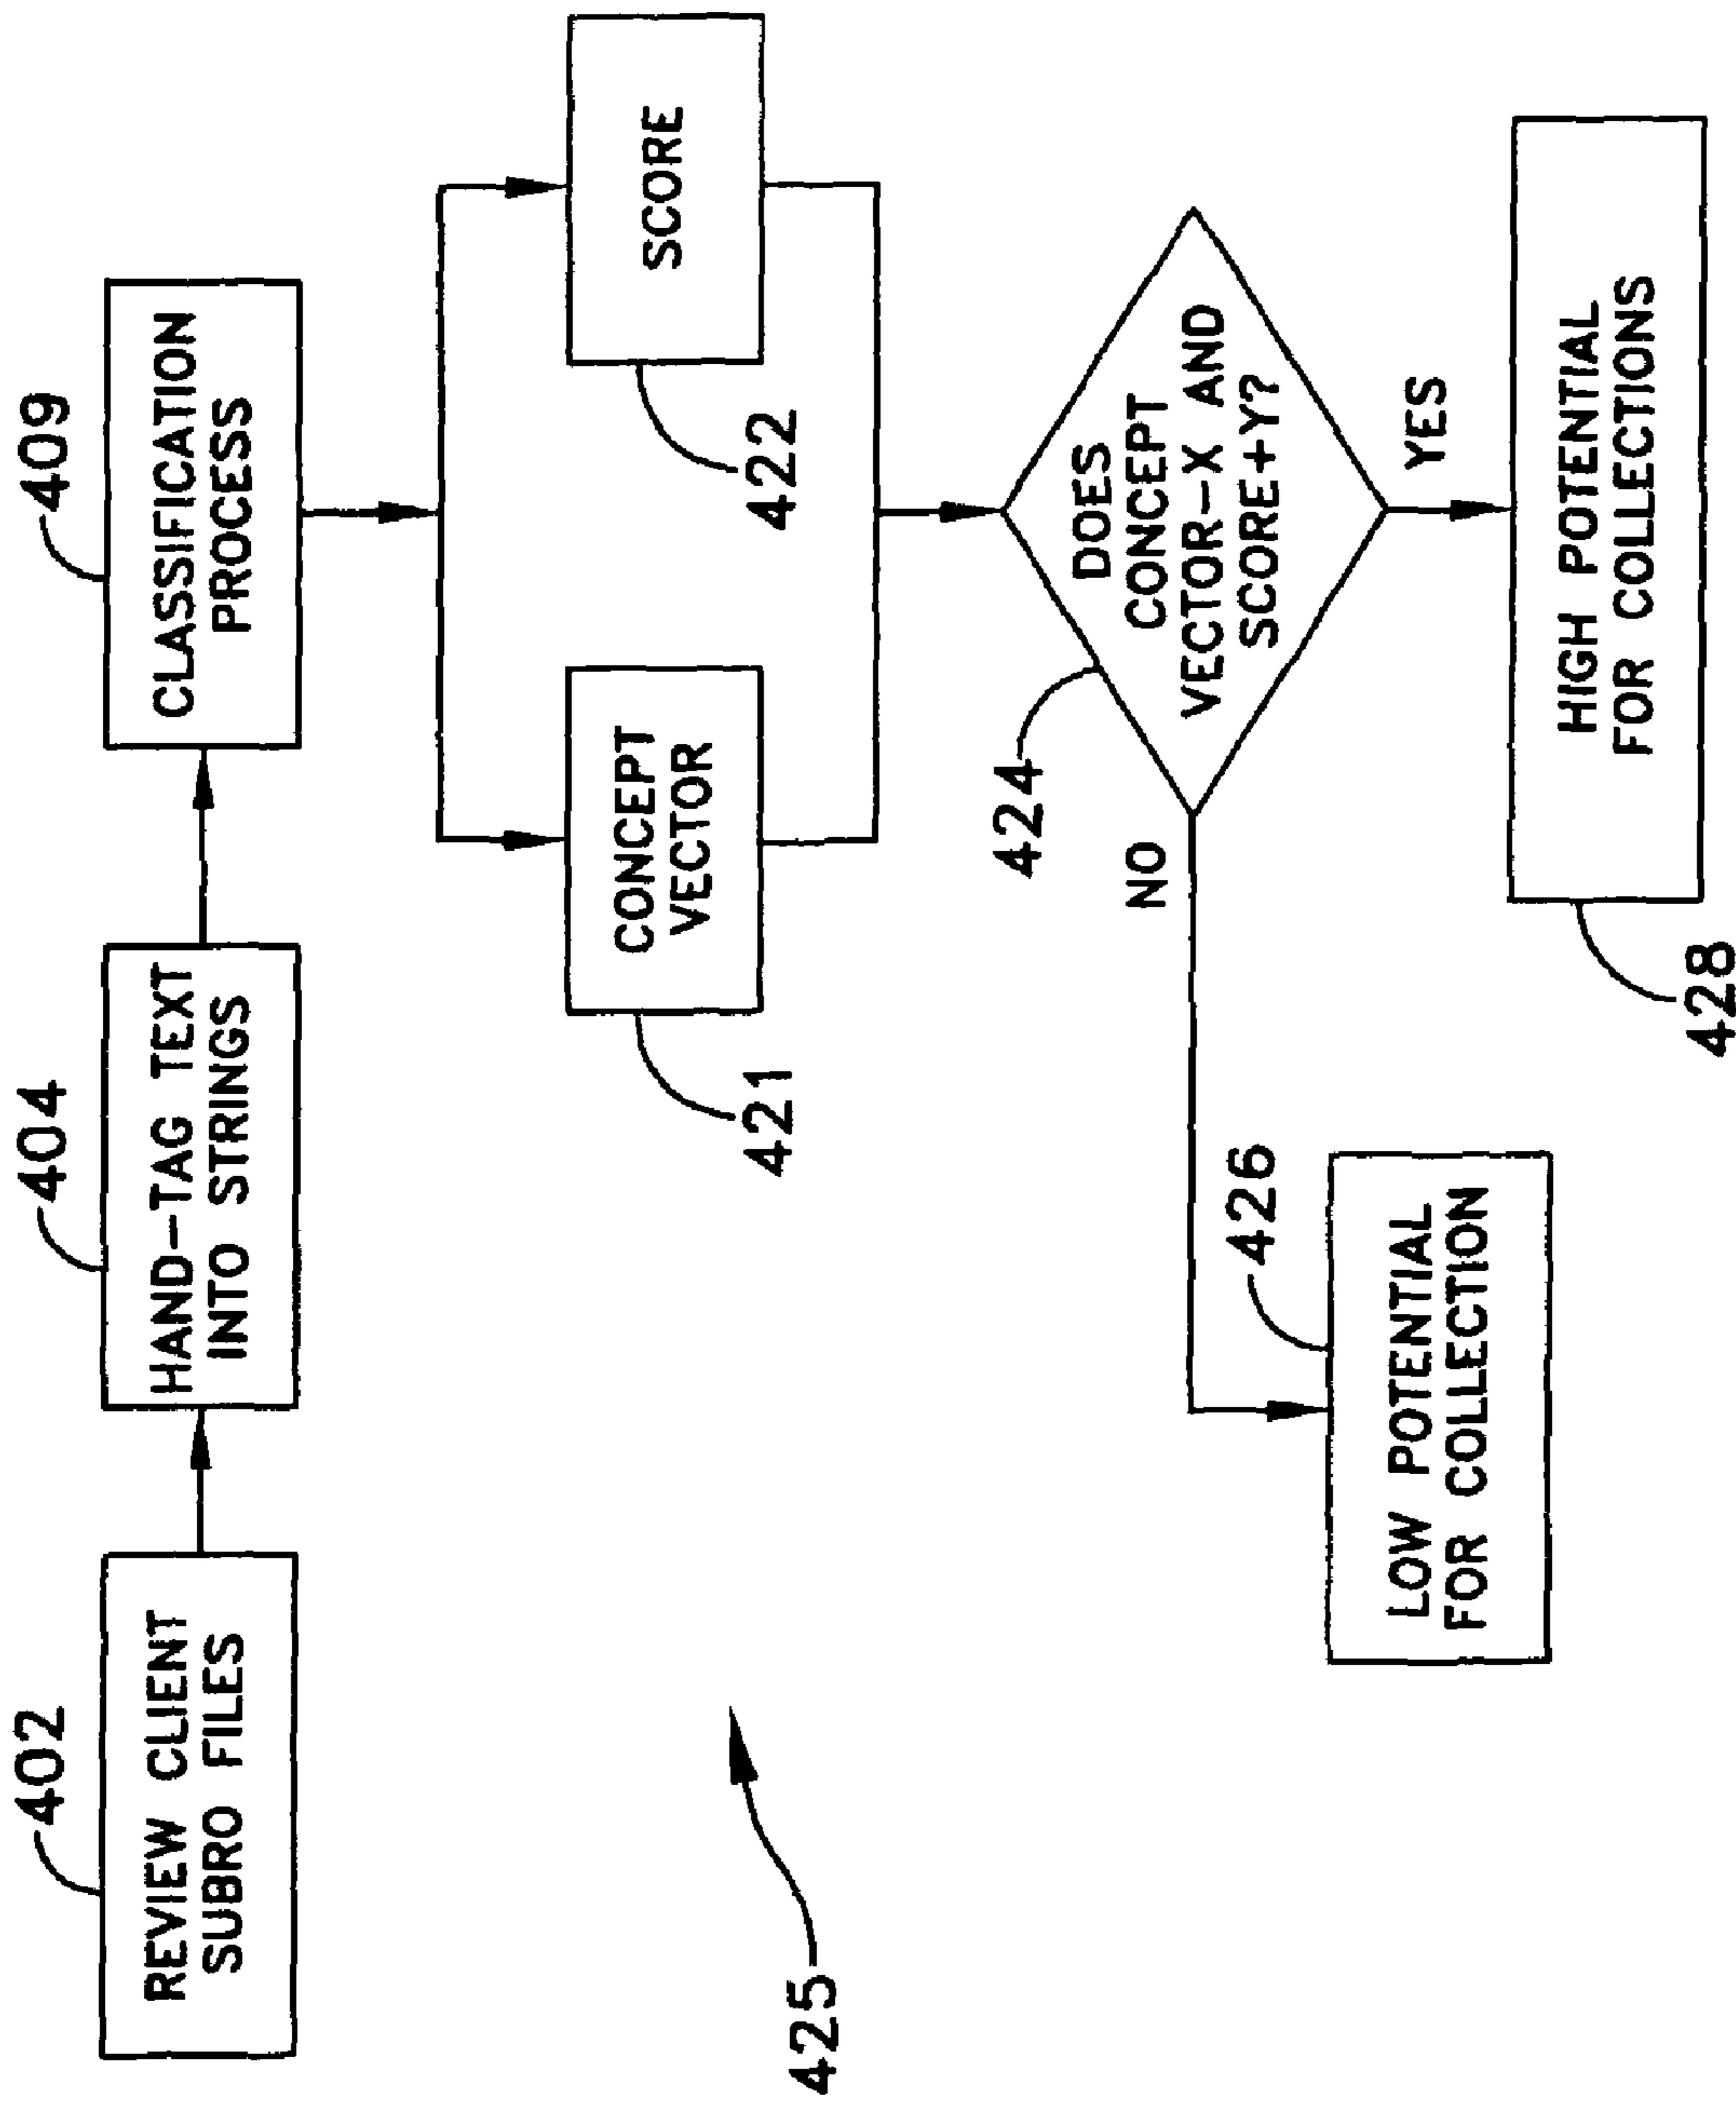 402
REVIEW CLIENT
SUBRO FILES
404
HAND-TAG TEXT
INTO STRINGS
409
CLASSIFICATION
PROCESS
CONCEPT
VECTOR
421
SCORE
422
DOES
CONCEPT
VECTOR-X AND
SCORE+Y?
424
NO
YES
426
LOW POTENTIAL
FOR COLLECTION
HIGH POTENTIAL
FOR COLLECTIONS
428
425